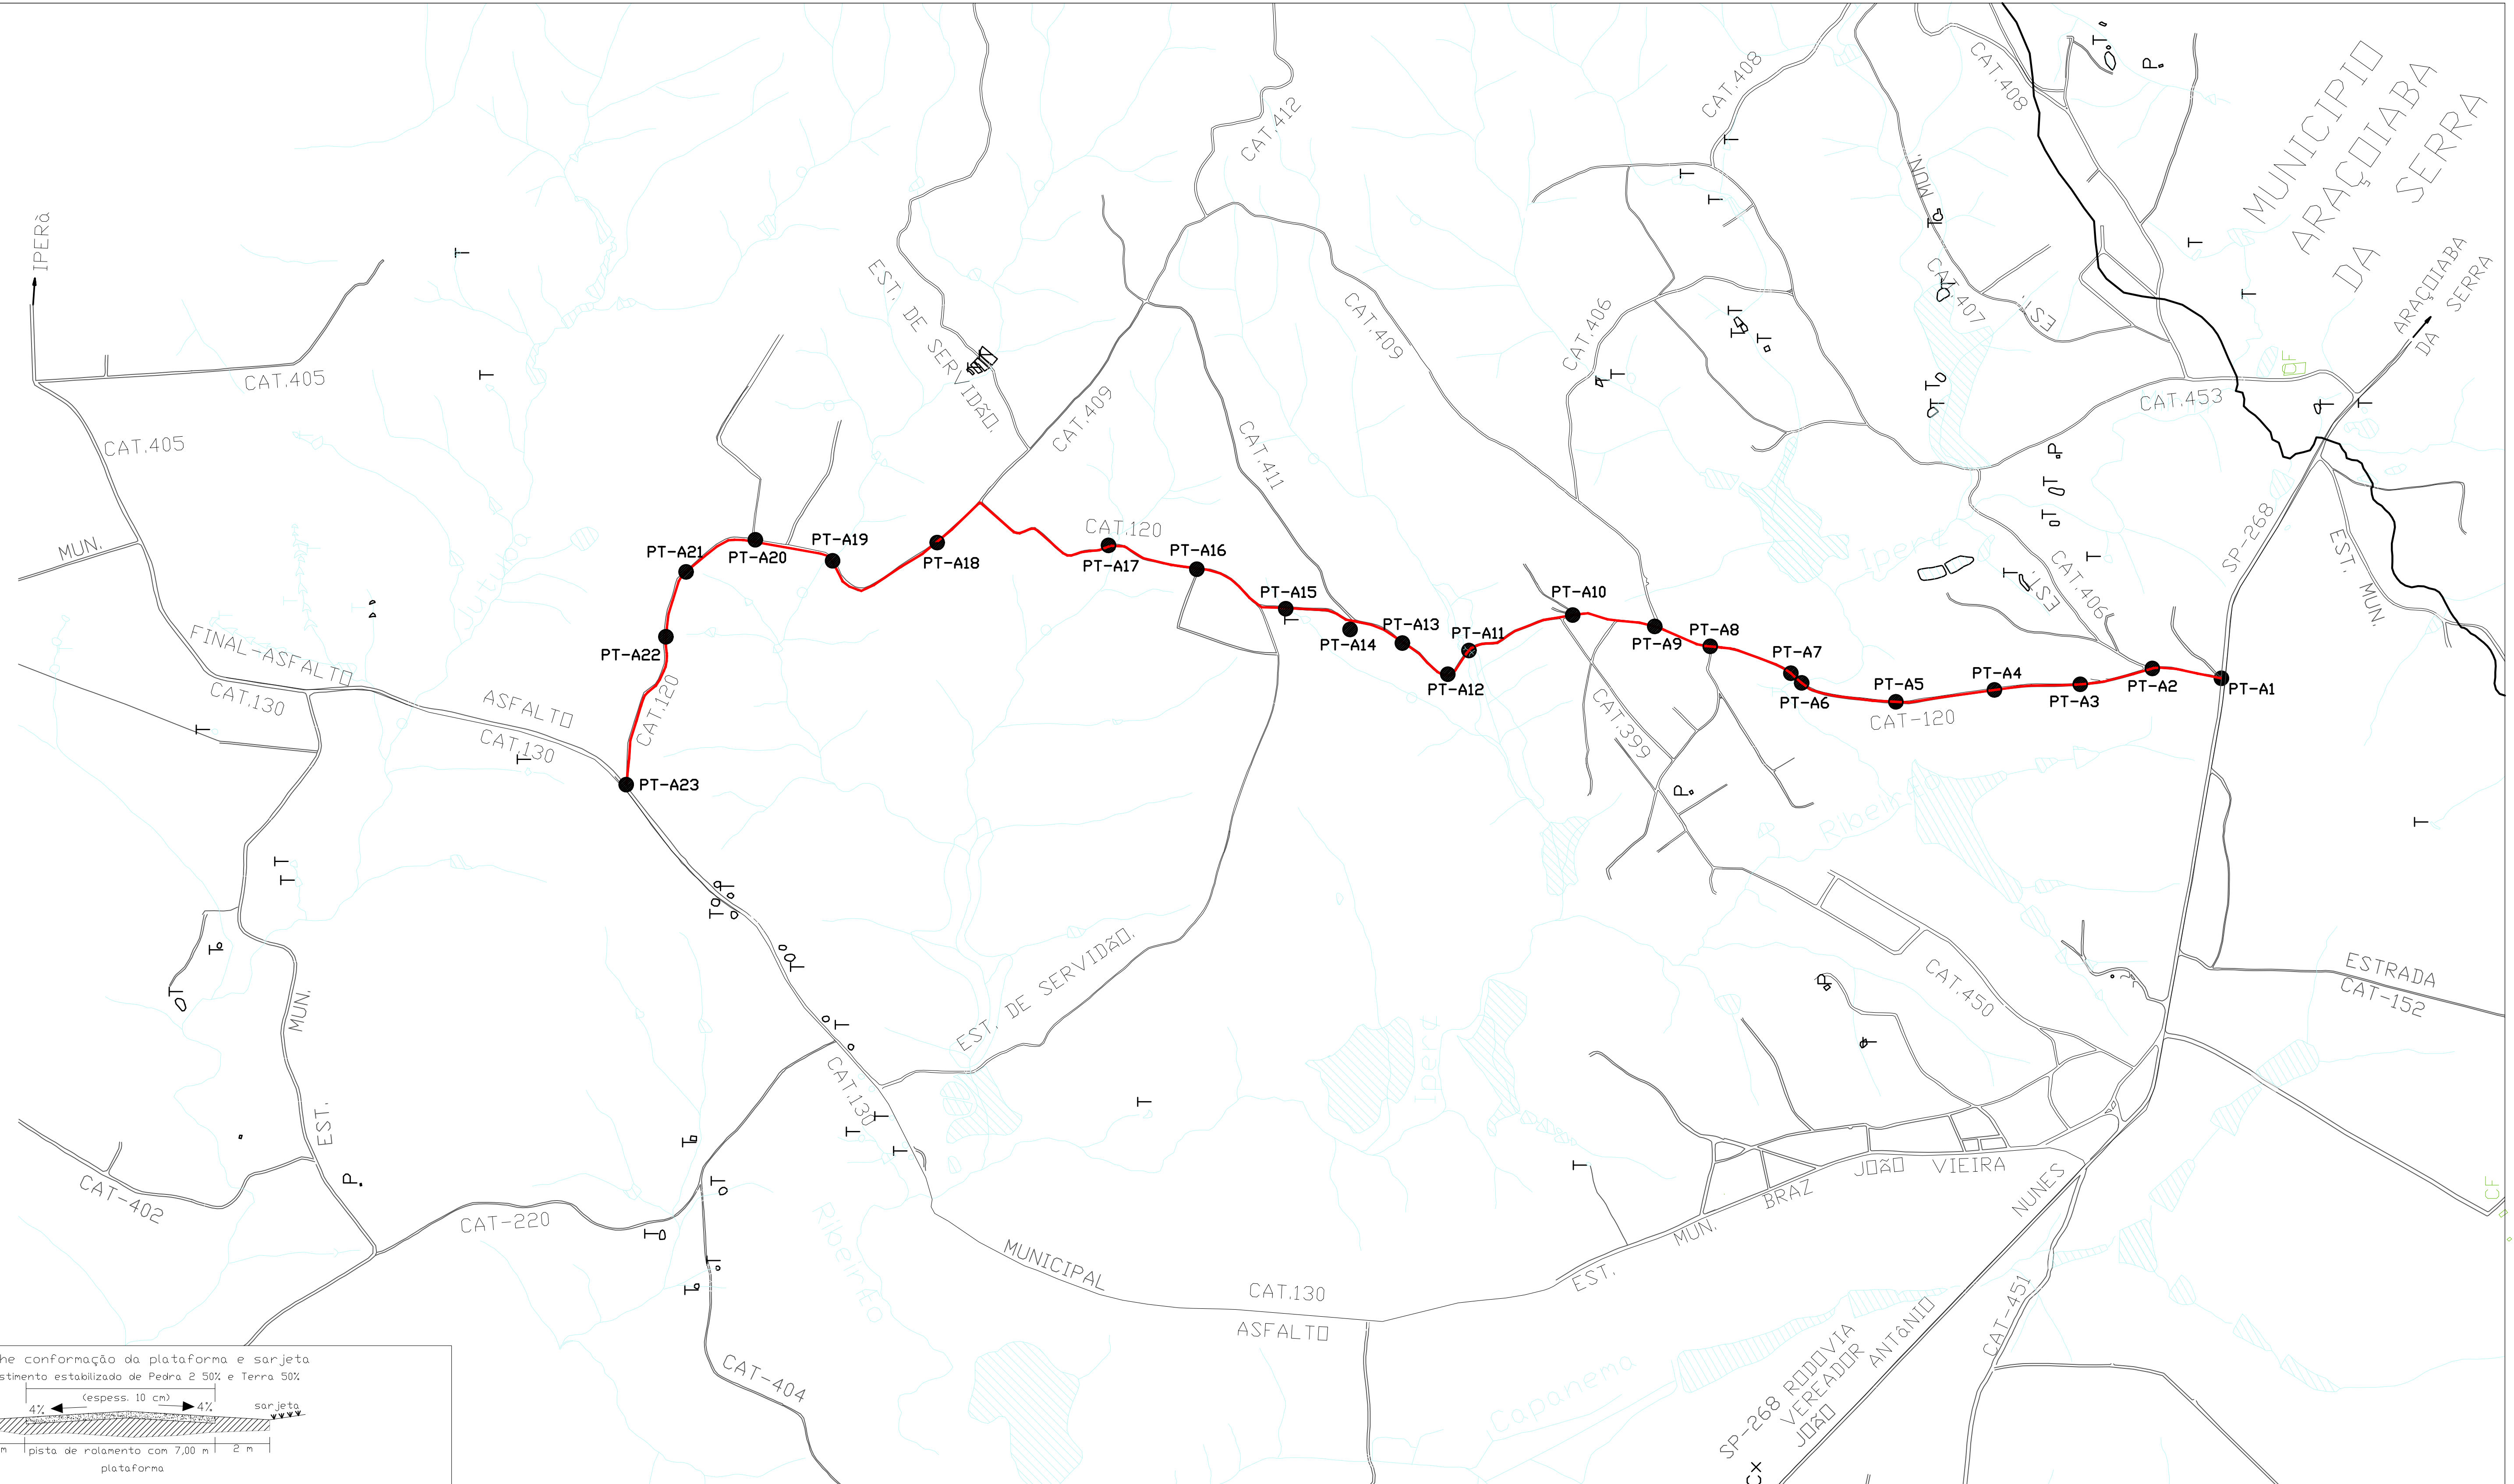 MUNICIPIO
ARAÇOIABA
DA SERRA
ARAÇOIABA
DA SERRA
IPERÓ
CAT.408
CAT.408
CAT.412
MUN.
CAT.407
EST.
CAT.405
CAT.405
EST. DE SERVIDÃO.
CAT.409
CAT.409
CAT.406
CAT.411
CAT.453
SP-268
EST. MUN.
CAT.406
EST.
MUN.
CAT.120
PT-A21
PT-A20
PT-A19
PT-A18
PT-A17
PT-A16
PT-A15
PT-A14
PT-A13
PT-A12
PT-A11
PT-A10
PT-A9
PT-A8
PT-A7
PT-A6
PT-A5
PT-A4
PT-A3
PT-A2
PT-A1
CAT-120
PT-A22
CAT.120
PT-A23
FINAL-ASFALTO
CAT.130
ASFALTO
CAT.130
CAT.399
Ribeirão
Iperó
EST. DE SERVIDÃO.
CAT.450
ESTRADA
CAT-152
MUN.
EST.
CAT.130
CAT-402
CAT-220
Ribeirão
MUNICIPAL
CAT.130
ASFALTO
EST. MUN. BRAZ JOÃO VIEIRA
NUNES
CAT-451
CF
CF
Capanema
CAT-404
SP-268 RODOVIA
VEREADOR
JOÃO ANTÔNIO
Cx
he conformação da plataforma e sarjeta
stimento estabilizado de Pedra 2 50% e Terra 50%
(espess. 10 cm)
4% 4% sarjeta
m pista de rolamento com 7,00 m 2 m
plataforma